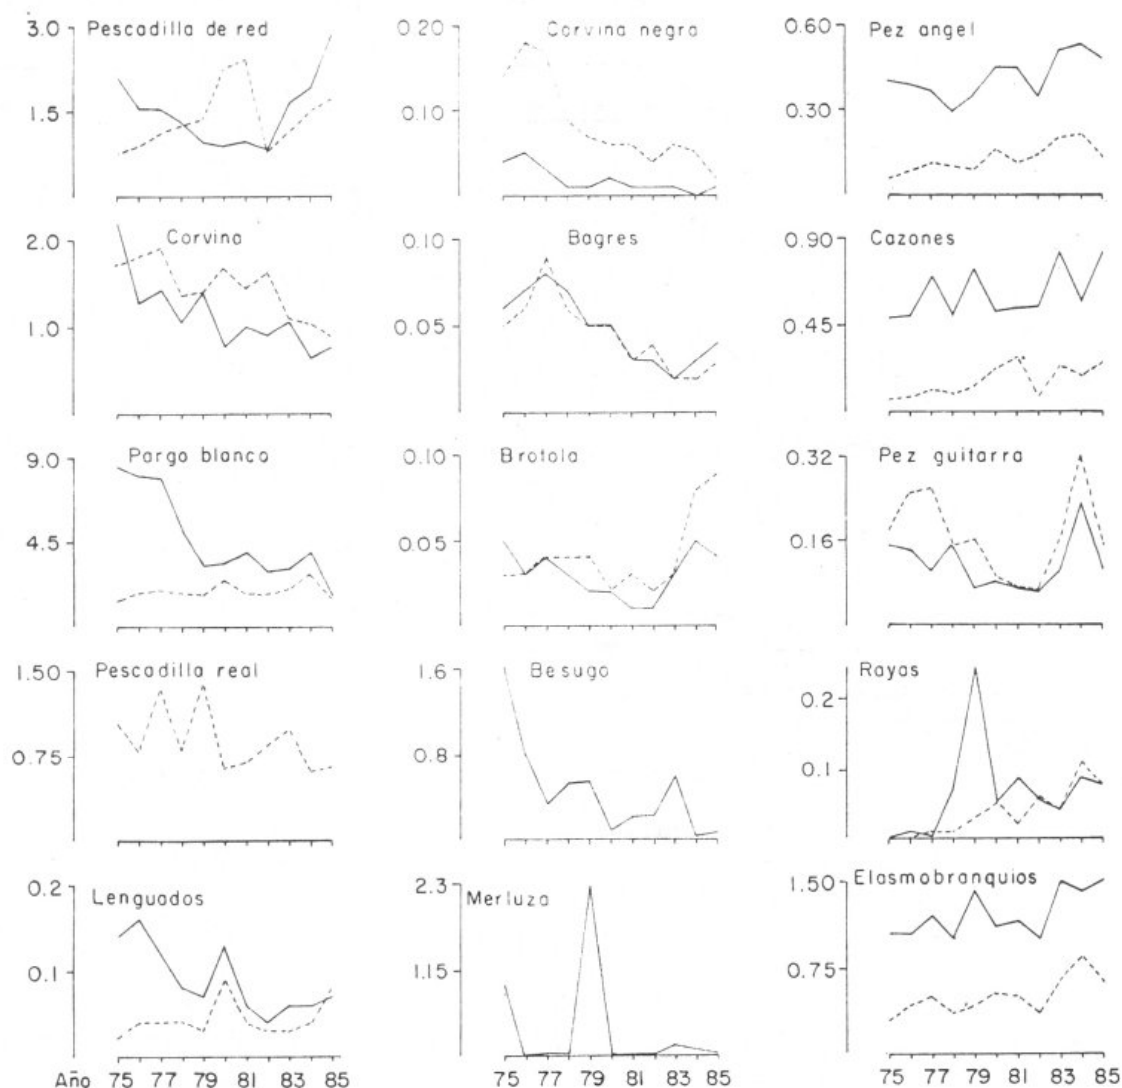 3.0
Pescadilla de red
1.5
0.20
Corvina negra
0.10
0.60
Pez angel
0.30
2.0
Corvina
1.0
0.10
Bagres
0.05
0.90
Cazones
0.45
9.0
Pargo blanco
4.5
0.10
Brotola
0.05
0.32
Pez guitarra
0.16
1.50
Pescadilla real
0.75
1.6
Besugo
0.8
Rayas
0.2
0.1
0.2
Lenguados
0.1
2.3
Merluza
1.15
Elasmobranquios
1.50
0.75
Año 75 77 79 81 83 85
75 77 79 81 83 85
75 77 79 81 83 85